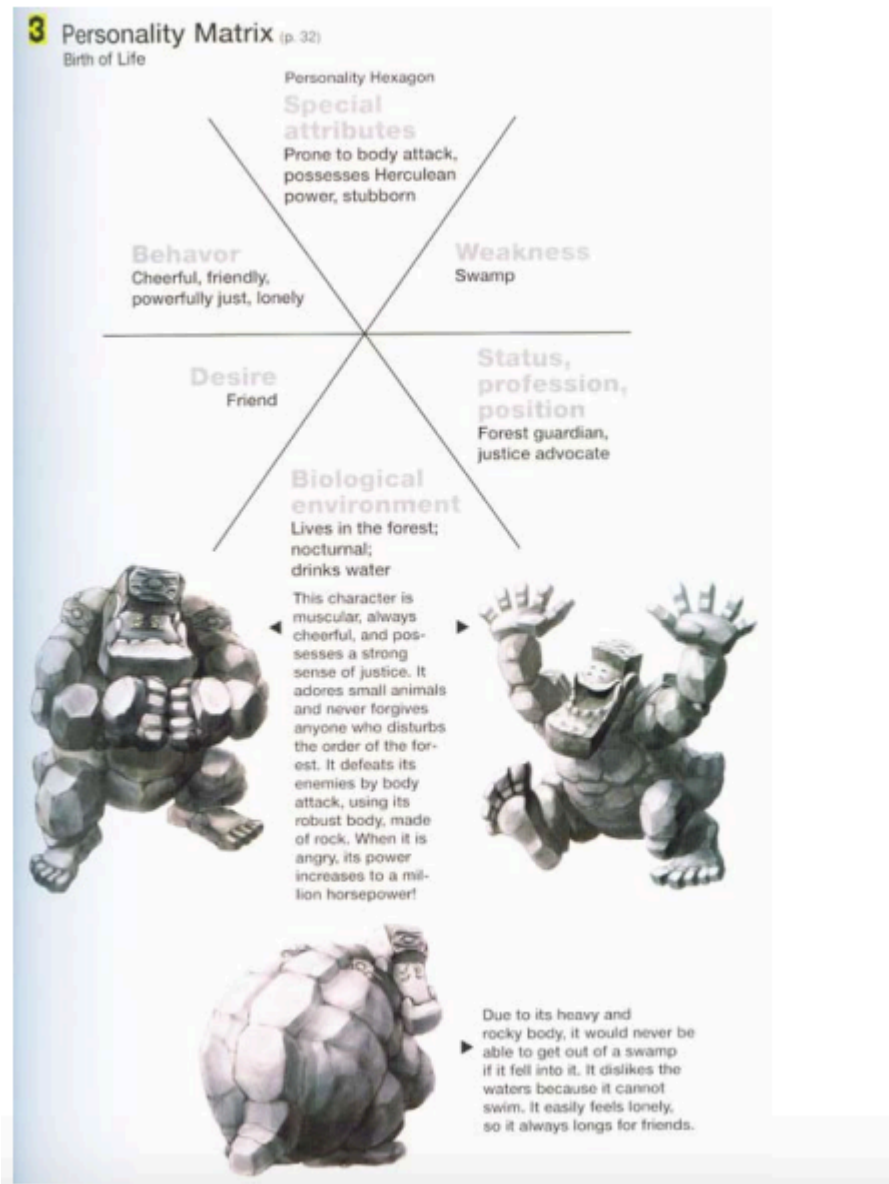 3 Personality Matrix (p. 32)
Birth of Life
Personality Hexagon
Special
attributes
Prone to body attack,
possesses Herculean
power, stubborn
Behavor
Cheerful, friendly,
powerfully just, lonely
Weakness
Swamp
Desire
Friend
Status,
profession,
position
Forest guardian,
justice advocate
Biological
environment
Lives in the forest;
nocturnal;
drinks water
This character is
muscular, always
cheerful, and pos-
sesses a strong
sense of justice. It
adores small animals
and never forgives
anyone who disturbs
the order of the for-
est. It defeats its
enemies by body
attack, using its
robust body, made
of rock. When it is
angry, its power
increases to a mil-
lion horsepower!
Due to its heavy and
rocky body, it would never be
able to get out of a swamp
if it fell into it. It dislikes the
waters because it cannot
swim. It easily feels lonely,
so it always longs for friends.